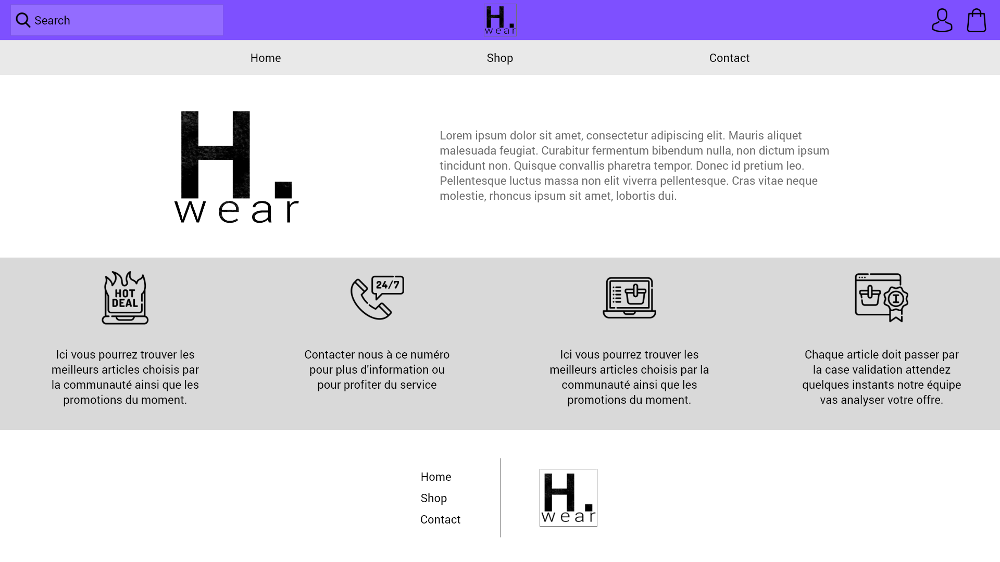 Search
H.
wear
Home
Shop
Contact
H.
wear
Lorem ipsum dolor sit amet, consectetur adipiscing elit. Mauris aliquet
malesuada feugiat. Curabitur fermentum bibendum nulla, non dictum ipsum
tincidunt non. Quisque convallis pharetra tempor. Donec id pretium leo.
Pellentesque luctus massa non elit viverra pellentesque. Cras vitae neque
molestie, rhoncus ipsum sit amet, lobortis dui.
HOT
DEAL
Ici vous pourrez trouver les
meilleurs articles choisis par
la communauté ainsi que les
promotions du moment.
24/7
Contacter nous à ce numéro
pour plus d'information ou
pour profiter du service
Ici vous pourrez trouver les
meilleurs articles choisis par la
communauté ainsi que les
promotions du moment.
I
Chaque article doit passer par
la case validation attendez
quelques instants notre équipe
vas analyser votre offre.
Home
Shop
Contact
H.
wear